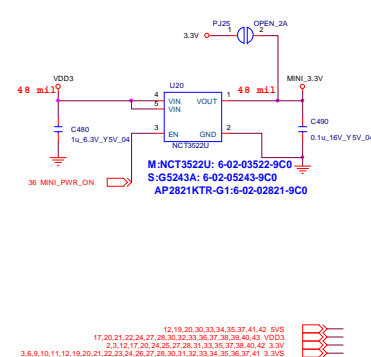 PJ25 OPEN_2A
3.3V 1 2
VDD3 U20 MINI_3.3V
48 mil 48 mil
4 VIN VOUT 1
5 VIN
C480
1u_6.3V_Y5V_04
3 EN GND 2
C490
0.1u_16V_Y5V_04
NCT3522U
M:NCT3522U: 6-02-03522-9C0
S:G5243A: 6-02-05243-9C0
AP2821KTR-G1:6-02-02821-9C0
36 MINI_PWR_ON
12,19,20,30,33,34,35,37,41,42 5VS
17,20,21,22,24,27,28,30,32,33,36,37,38,39,40,43 VDD3
2,3,12,17,20,24,25,27,28,31,33,35,37,38,40,42 3.3V
3,6,9,10,11,12,19,20,21,22,23,24,26,27,28,30,31,32,33,34,35,36,37,41 3.3VS